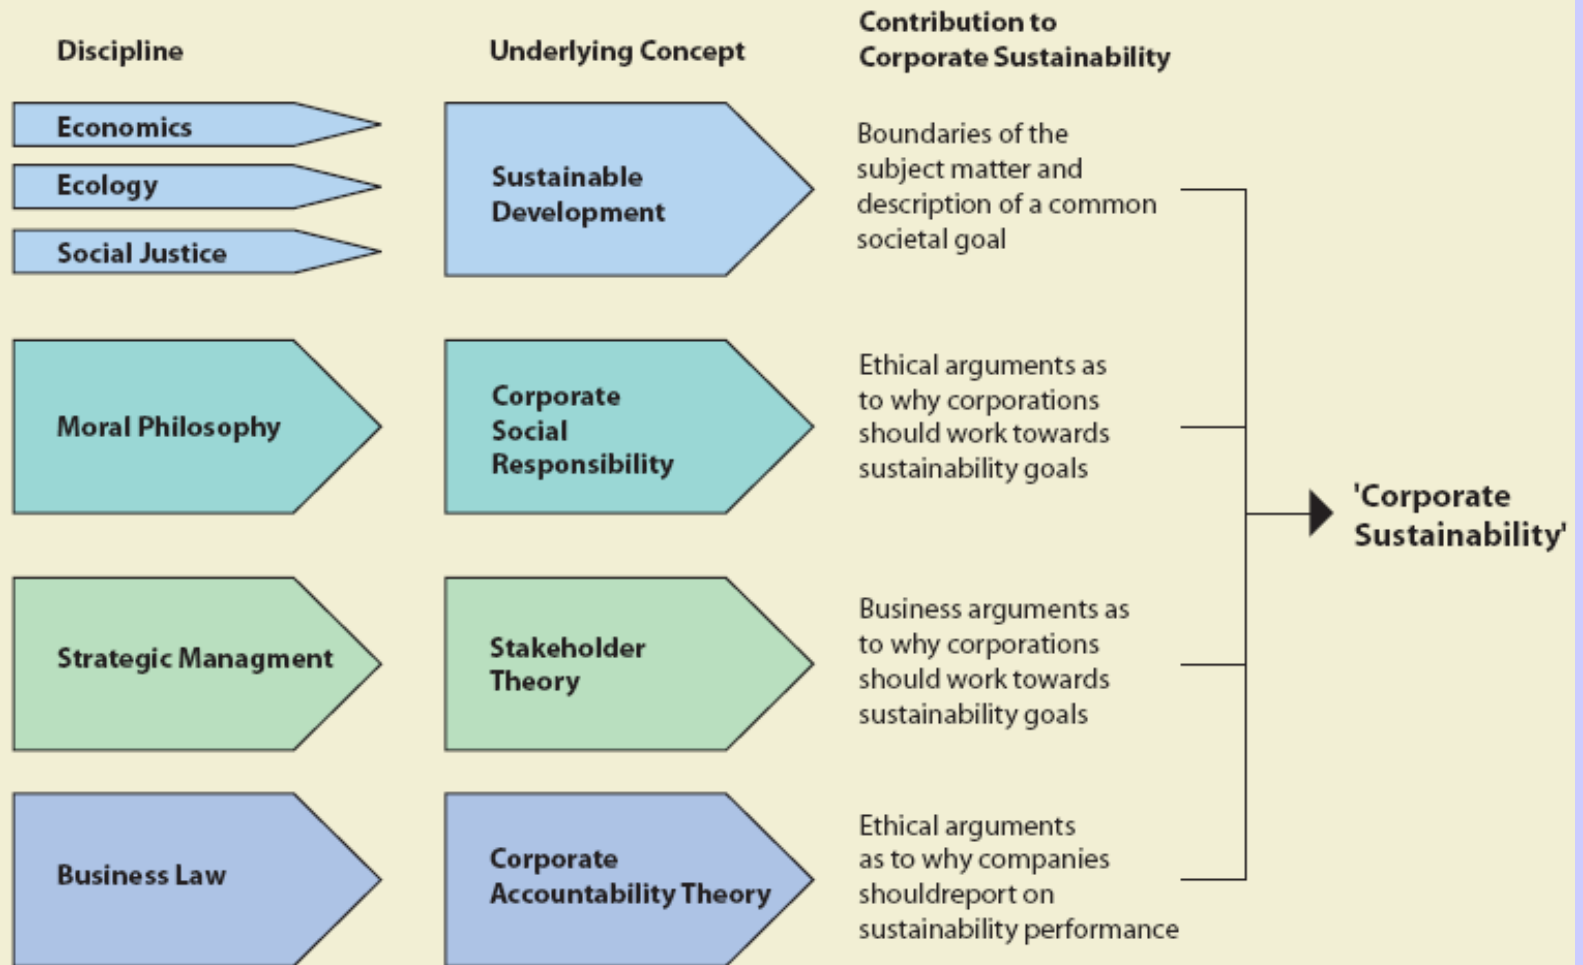 Discipline
Underlying Concept
Contribution to
Corporate Sustainability
Economics
Ecology
Social Justice
Sustainable
Development
Boundaries of the
subject matter and
description of a common
societal goal
Moral Philosophy
Corporate
Social
Responsibility
Ethical arguments as
to why corporations
should work towards
sustainability goals
Strategic Managment
Stakeholder
Theory
Business arguments as
to why corporations
should work towards
sustainability goals
Business Law
Corporate
Accountability Theory
Ethical arguments
as to why companies
shouldreport on
sustainability performance
'Corporate
Sustainability'